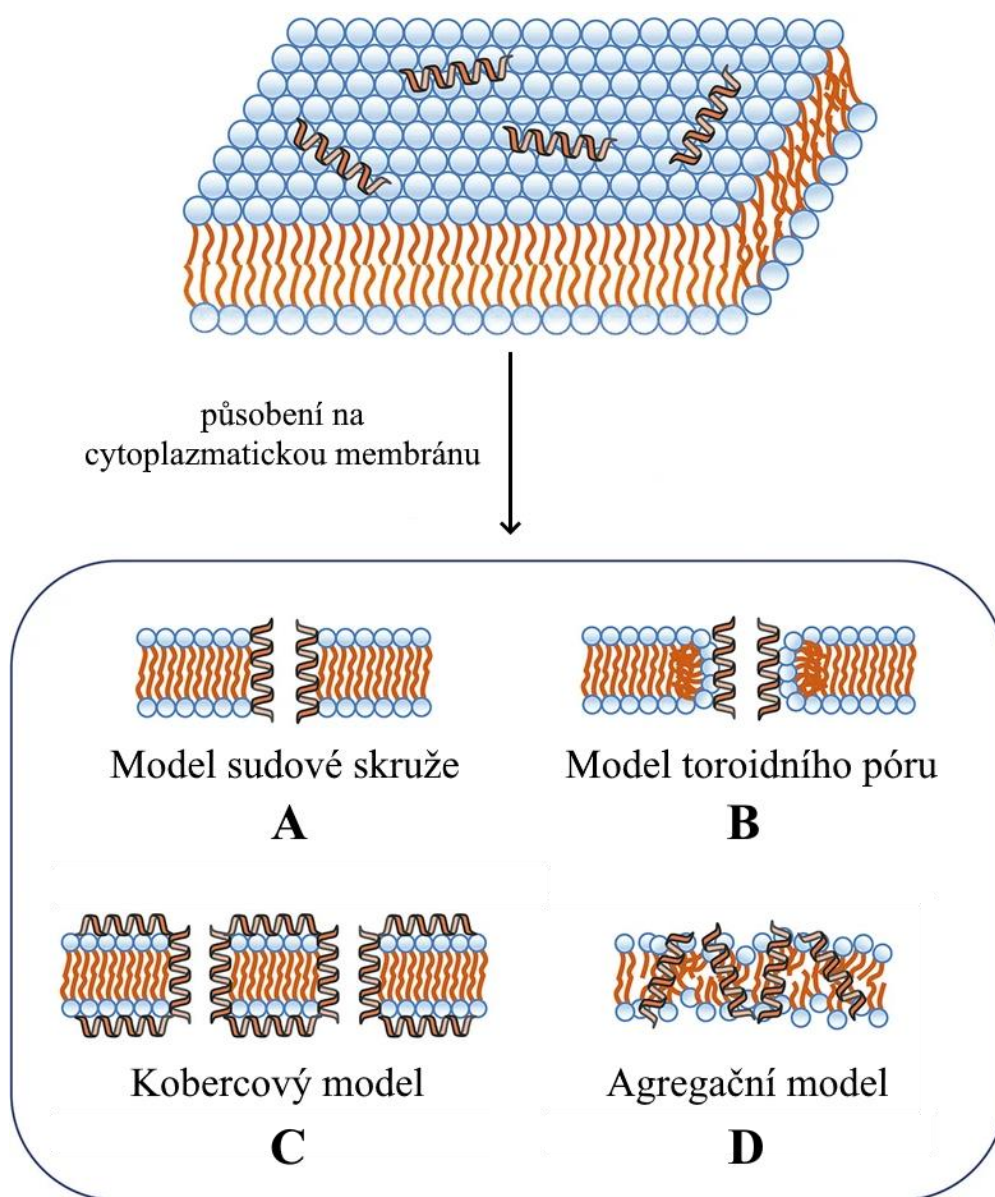 působení na
cytoplazmatickou membránu
Model sudové skruže
A
Model toroidního póru
B
Kobercový model
C
Agregační model
D